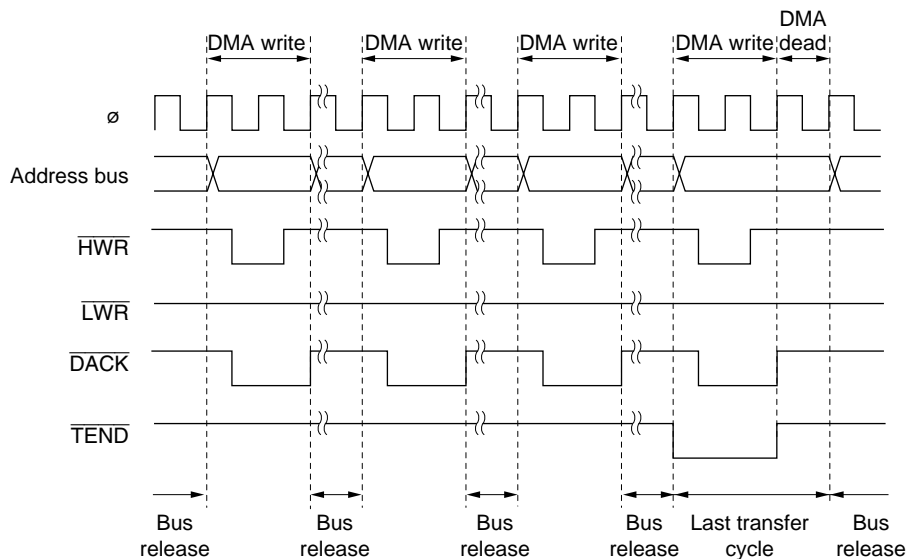 DMA write
DMA write
DMA write
DMA write
DMA
dead
ø
Address bus
HWR
LWR
DACK
TEND
Bus
release
Bus
release
Bus
release
Bus
release
Last transfer
cycle
Bus
release